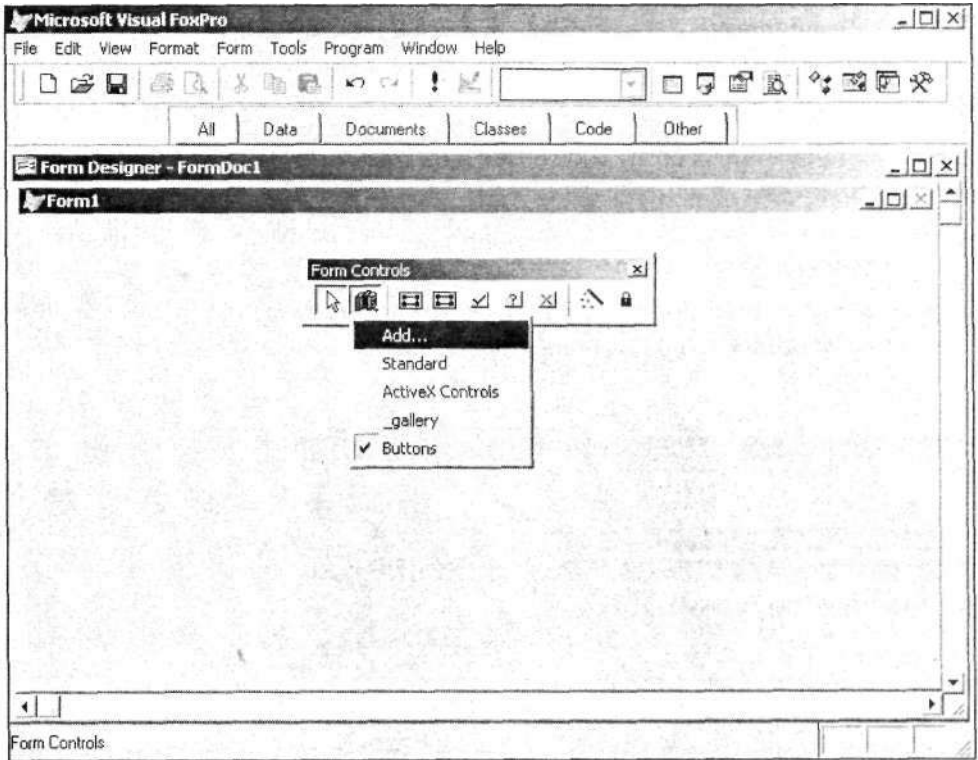 Microsoft Visual FoxPro
File Edit View Format Form Tools Program Window Help
All Data Documents Classes Code Other
Form Designer - FormDoc1
Form1
Form Controls
Add...
Standard
ActiveX Controls
_gallery
Buttons
Form Controls